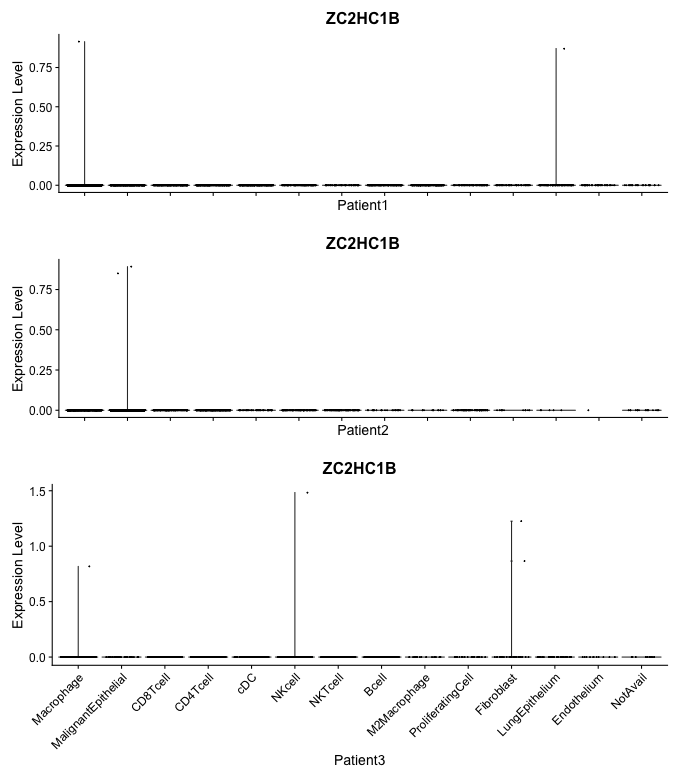 ZC2HC1B
Expression Level
0.75
0.50
0.25
0.00
Patient1
ZC2HC1B
Expression Level
0.75
0.50
0.25
0.00
Patient2
ZC2HC1B
Expression Level
1.5
1.0
0.5
0.0
Macrophage
MalignantEpithelial
CD8Tcell
CD4Tcell
cDC
NKcell
NKTcell
Bcell
M2Macrophage
ProliferatingCell
Fibroblast
LungEpithelium
Endothelium
NotAvail
Patient3